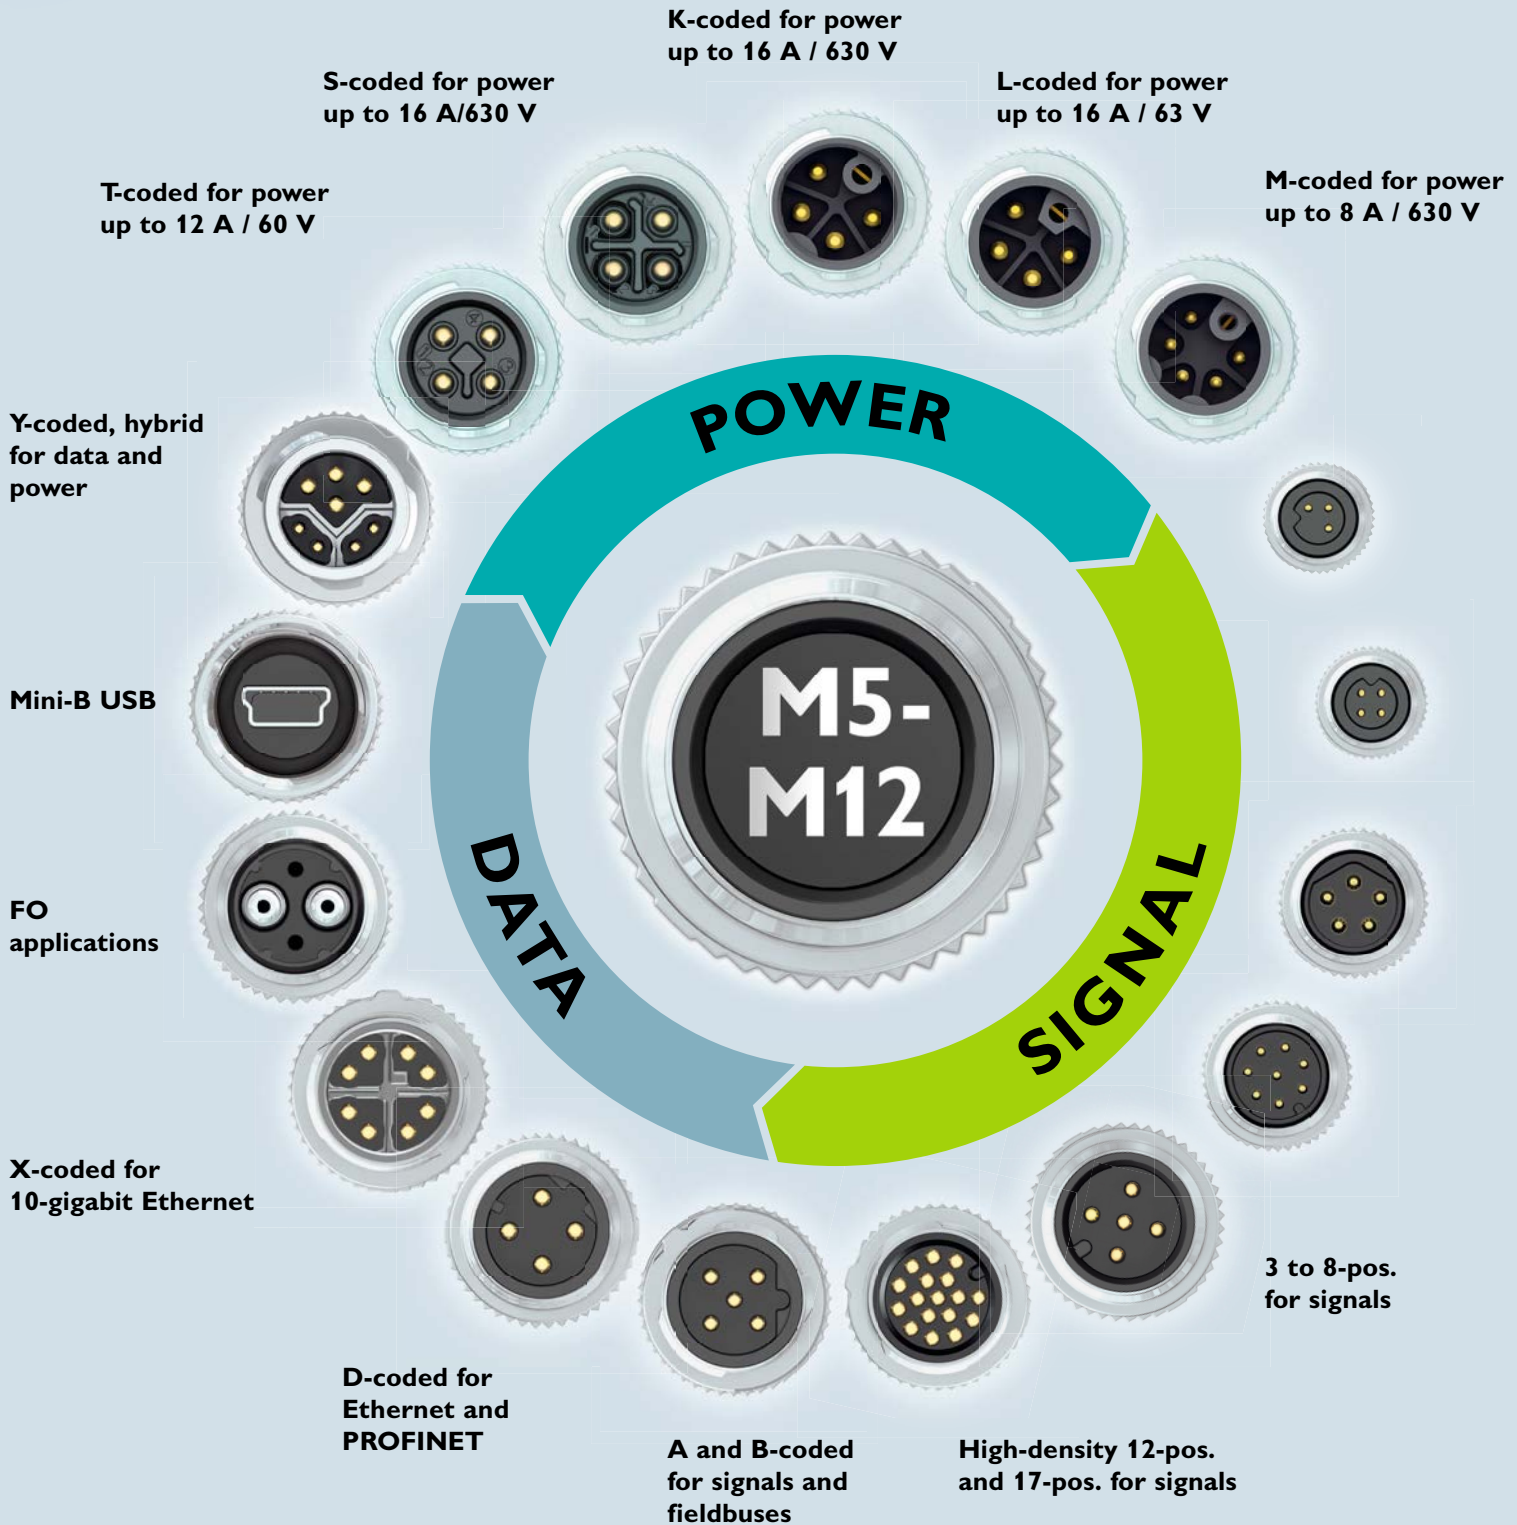 K-coded for power
up to 16 A / 630 V
S-coded for power
up to 16 A/630 V
L-coded for power
up to 16 A / 63 V
T-coded for power
up to 12 A / 60 V
M-coded for power
up to 8 A / 630 V
POWER
Y-coded, hybrid
for data and
power
Mini-B USB
M5-
M12
DATA
SIGNAL
FO
applications
X-coded for
10-gigabit Ethernet
3 to 8-pos.
for signals
D-coded for
Ethernet and
PROFINET
A and B-coded
for signals and
fieldbuses
High-density 12-pos.
and 17-pos. for signals